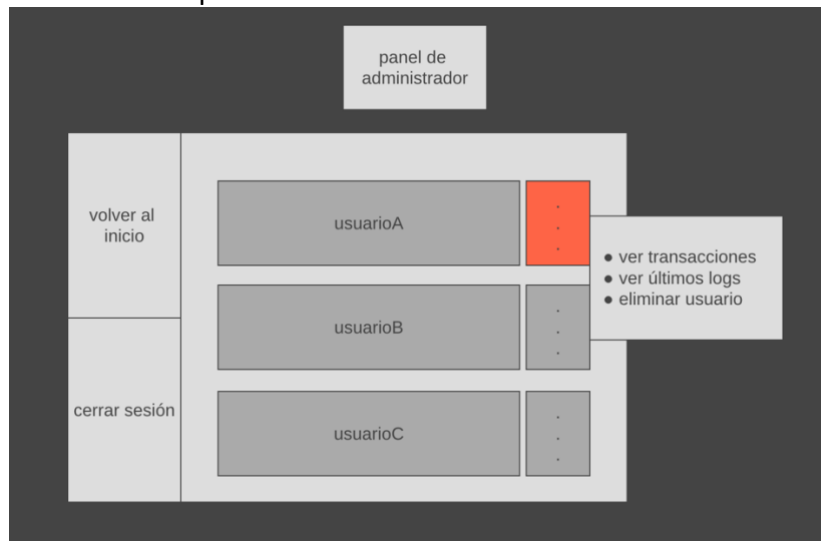 panel de
administrador
volver al
inicio
cerrar sesión
usuarioA
.
.
.
● ver transacciones
● ver últimos logs
● eliminar usuario
usuarioB
.
.
.
usuarioC
.
.
.